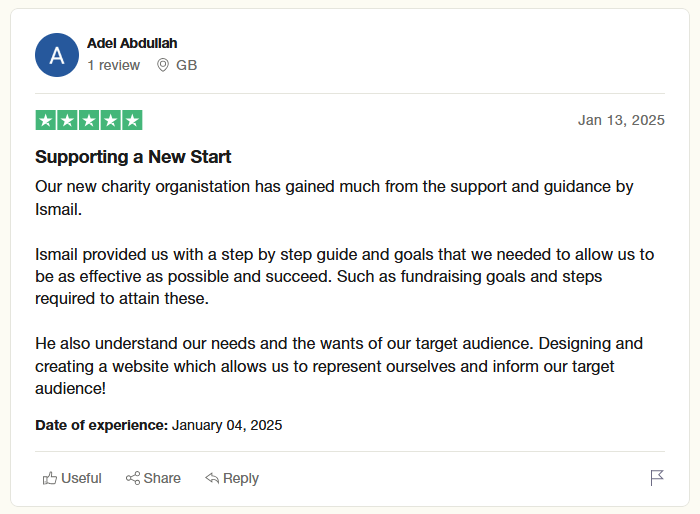 A
Adel Abdullah
1 review GB
Jan 13, 2025
Supporting a New Start
Our new charity organistation has gained much from the support and guidance by
Ismail.
Ismail provided us with a step by step guide and goals that we needed to allow us to
be as effective as possible and succeed. Such as fundraising goals and steps
required to attain these.
He also understand our needs and the wants of our target audience. Designing and
creating a website which allows us to represent ourselves and inform our target
audience!
Date of experience: January 04, 2025
Useful Share Reply